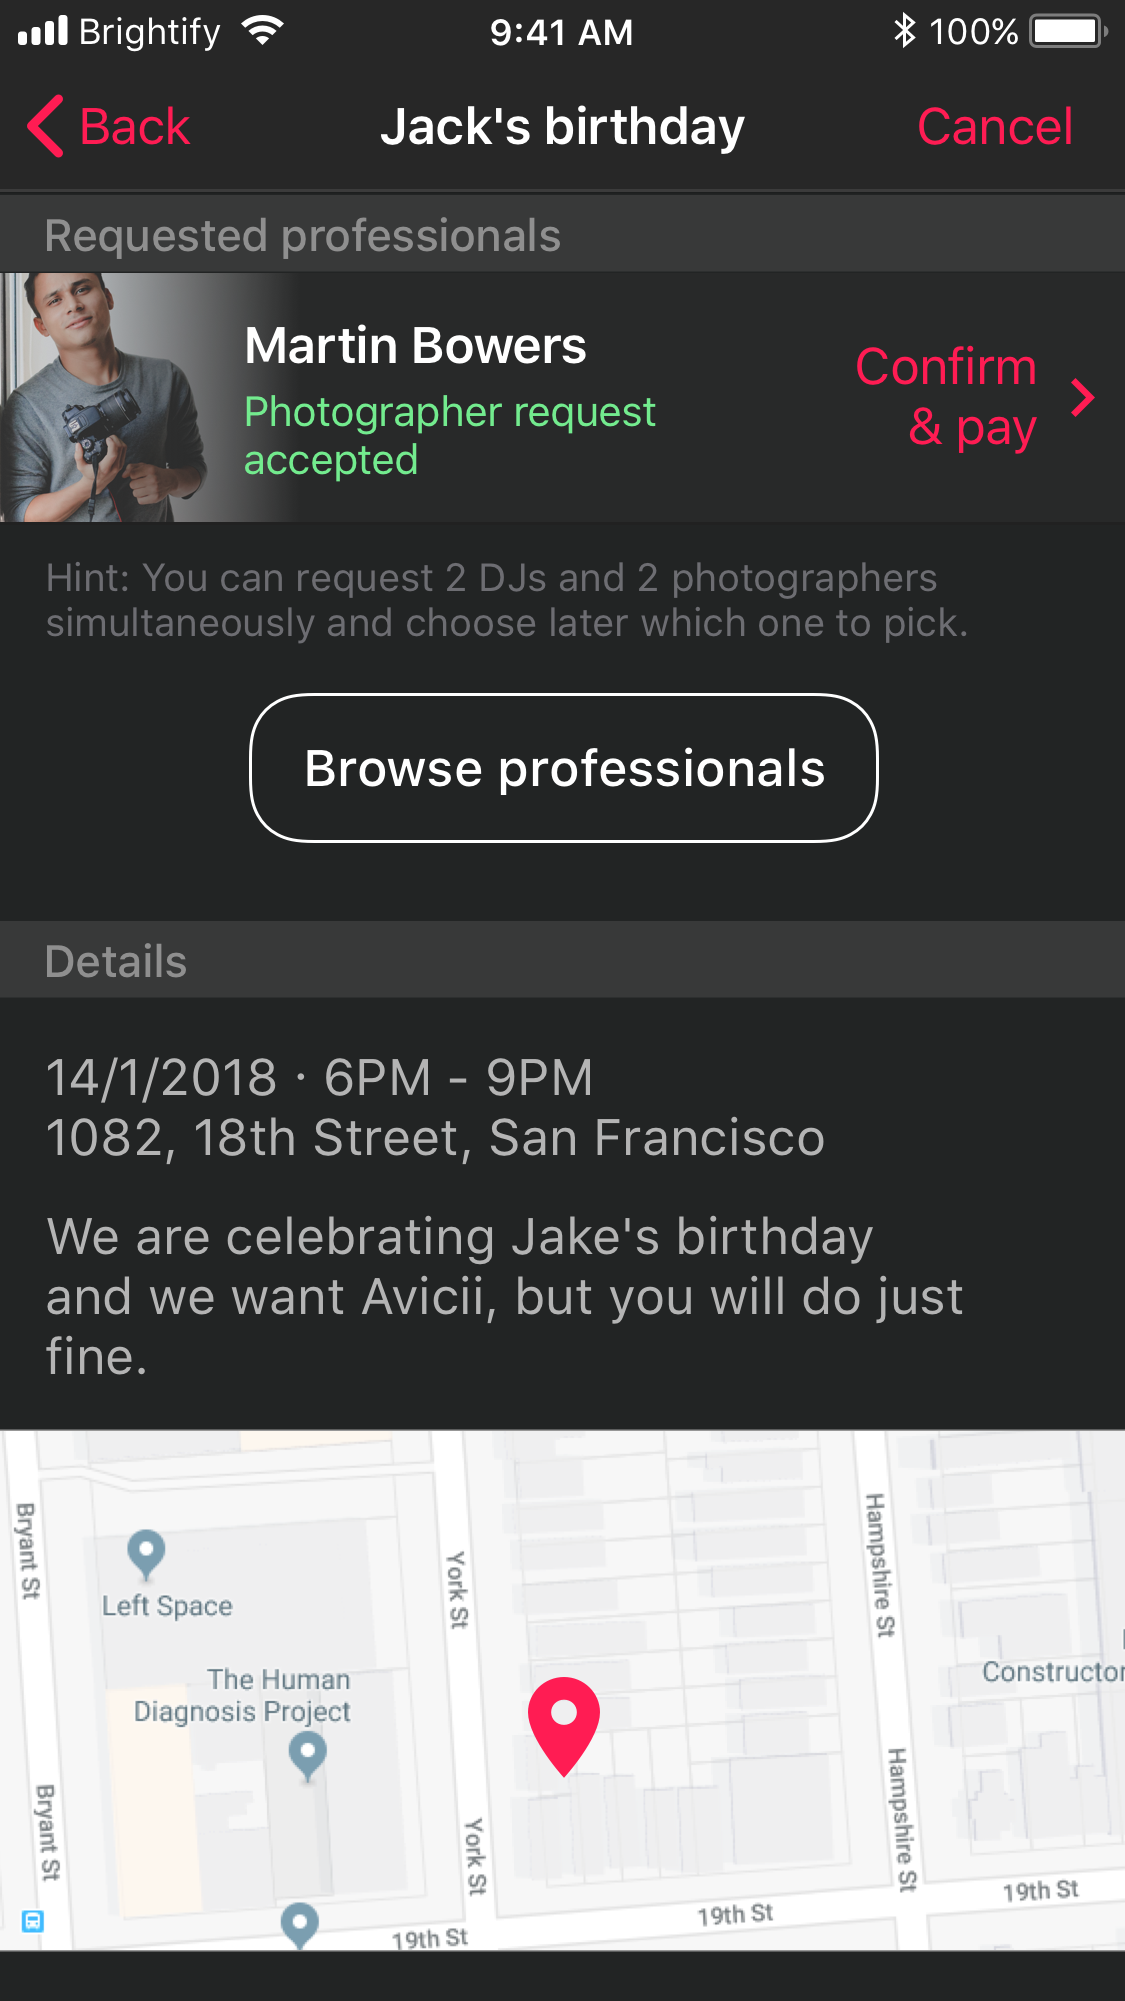 Brightify 9:41 AM 100%
Back Jack's birthday Cancel
Requested professionals
Martin Bowers
Photographer request
accepted
Confirm
& pay
Hint: You can request 2 DJs and 2 photographers
simultaneously and choose later which one to pick.
Browse professionals
Details
14/1/2018 · 6PM - 9PM
1082, 18th Street, San Francisco
We are celebrating Jake's birthday
and we want Avicii, but you will do just
fine.
Bryant St
York St
Hampshire St
Left Space
The Human
Diagnosis Project
Constructor
Bryant St
York St
Hampshire St
19th St
19th St
19th St